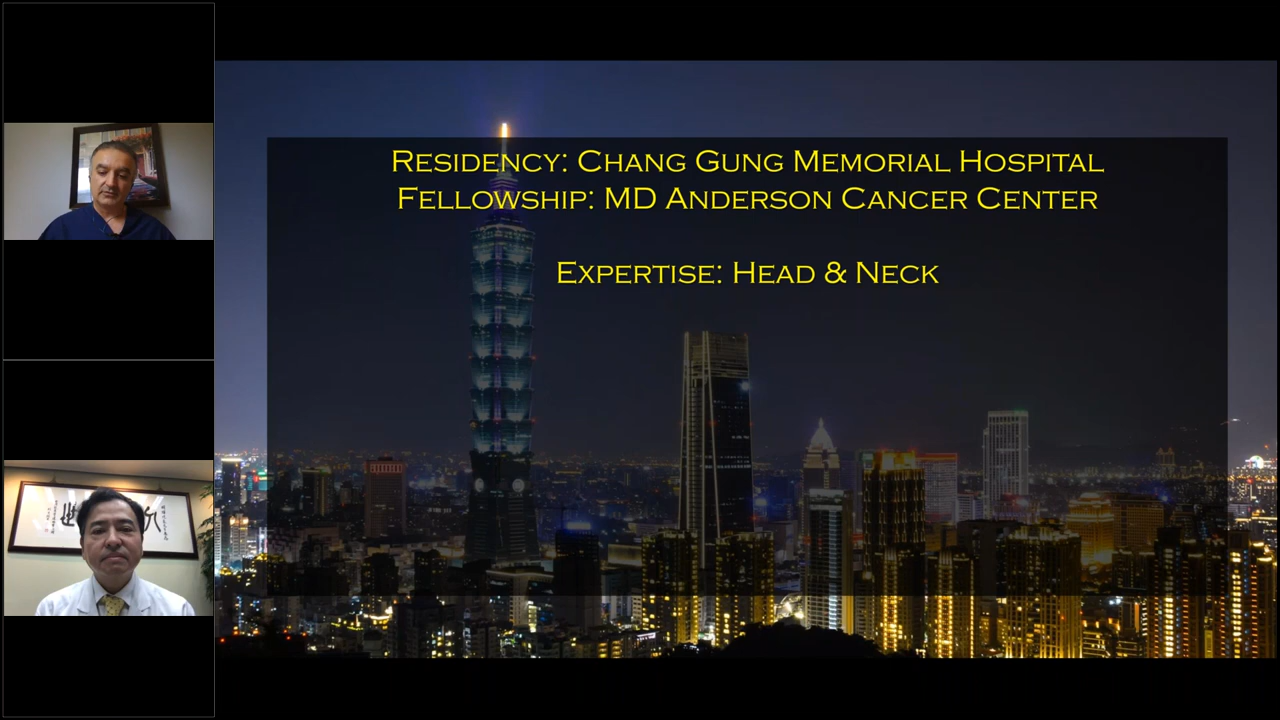 Residency: Chang Gung Memorial Hospital
Fellowship: MD Anderson Cancer Center
Expertise: Head & Neck